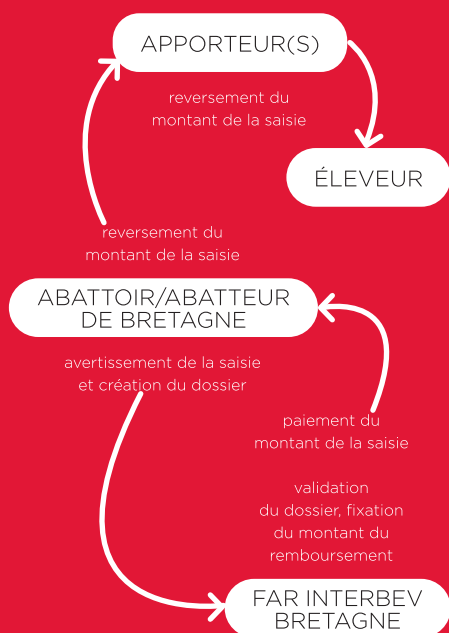 APPORTEUR(S)
reversement du
montant de la saisie
ÉLEVEUR
reversement du
montant de la saisie
ABATTOIR/ABATTEUR
DE BRETAGNE
avertissement de la saisie
et création du dossier
paiement du
montant de la saisie
validation
du dossier, fixation
du montant du
remboursement
FAR INTERBEV
BRETAGNE